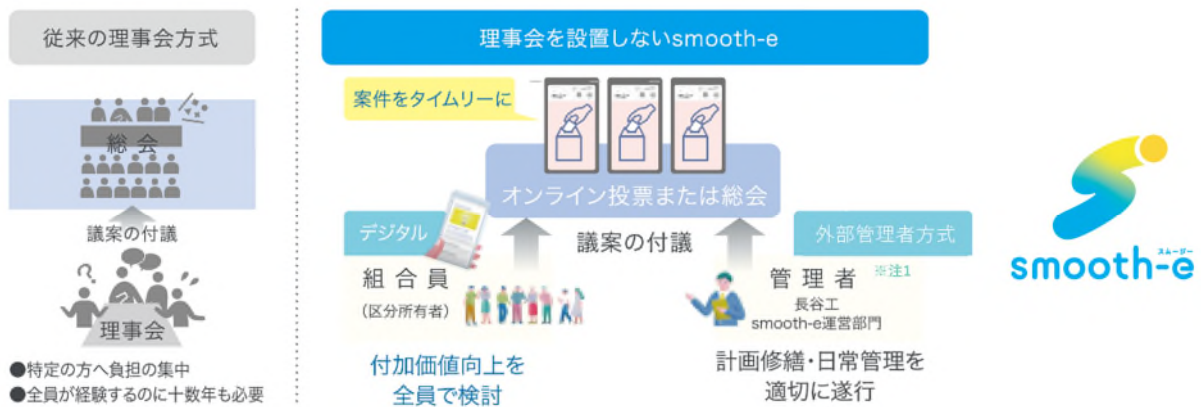 従来の理事会方式
総会
議案の付議
理事会
●特定の方へ負担の集中
●全員が経験するのに十数年も必要
理事会を設置しないsmooth-e
案件をタイムリーに
オンライン投票または総会
デジタル
議案の付議
外部管理者方式
組合員
(区分所有者)
管理者 ※注1
長谷工
smooth-e運営部門
付加価値向上を
全員で検討
計画修繕・日常管理を
適切に遂行
スムージー
smooth-e